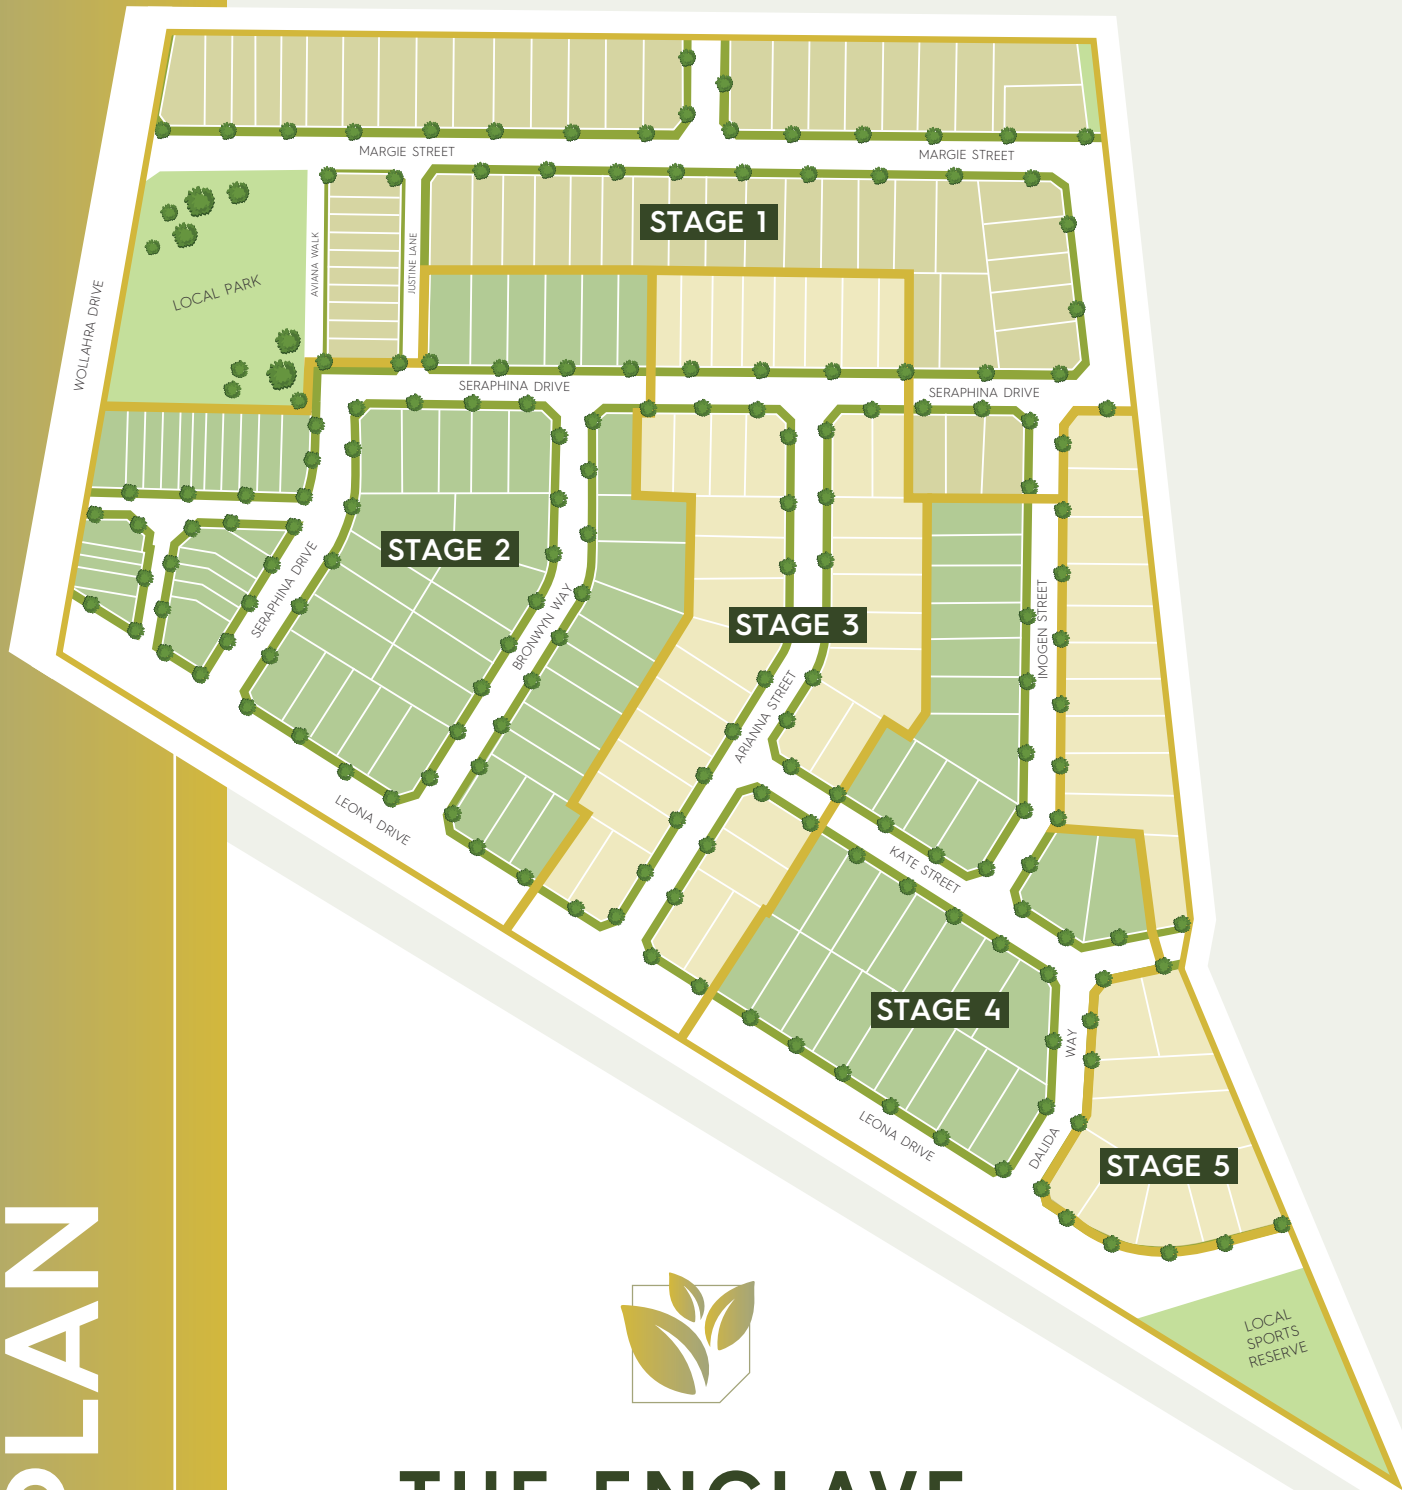 MARGIE STREET
MARGIE STREET
STAGE 1
AVIANA WALK
JUSTINE LANE
LOCAL PARK
WOLLAHRA DRIVE
SERAPHINA DRIVE
SERAPHINA DRIVE
STAGE 2
SERAPHINA DRIVE
BRONWYN WAY
STAGE 3
IMOGEN STREET
ARIANNA STREET
LEONA DRIVE
KATE STREET
STAGE 4
WAY
DALIDA
LEONA DRIVE
STAGE 5
LOCAL
SPORTS
RESERVE
PLAN
THE ENCLAVE